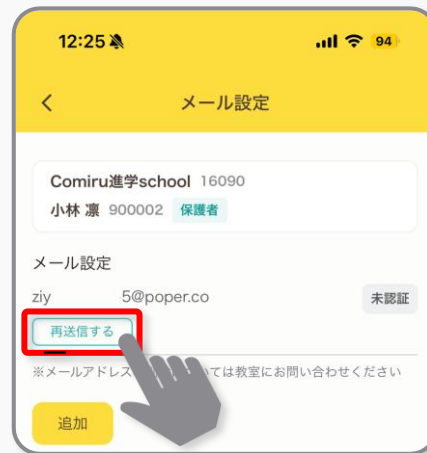 12:25 94
メール設定
Comiru進学school 16090
小林 凛 900002 保護者
メール設定
ziy 5@poper.co 未認証
再送信する
※メールアドレス いては教室にお問い合わせください
追加